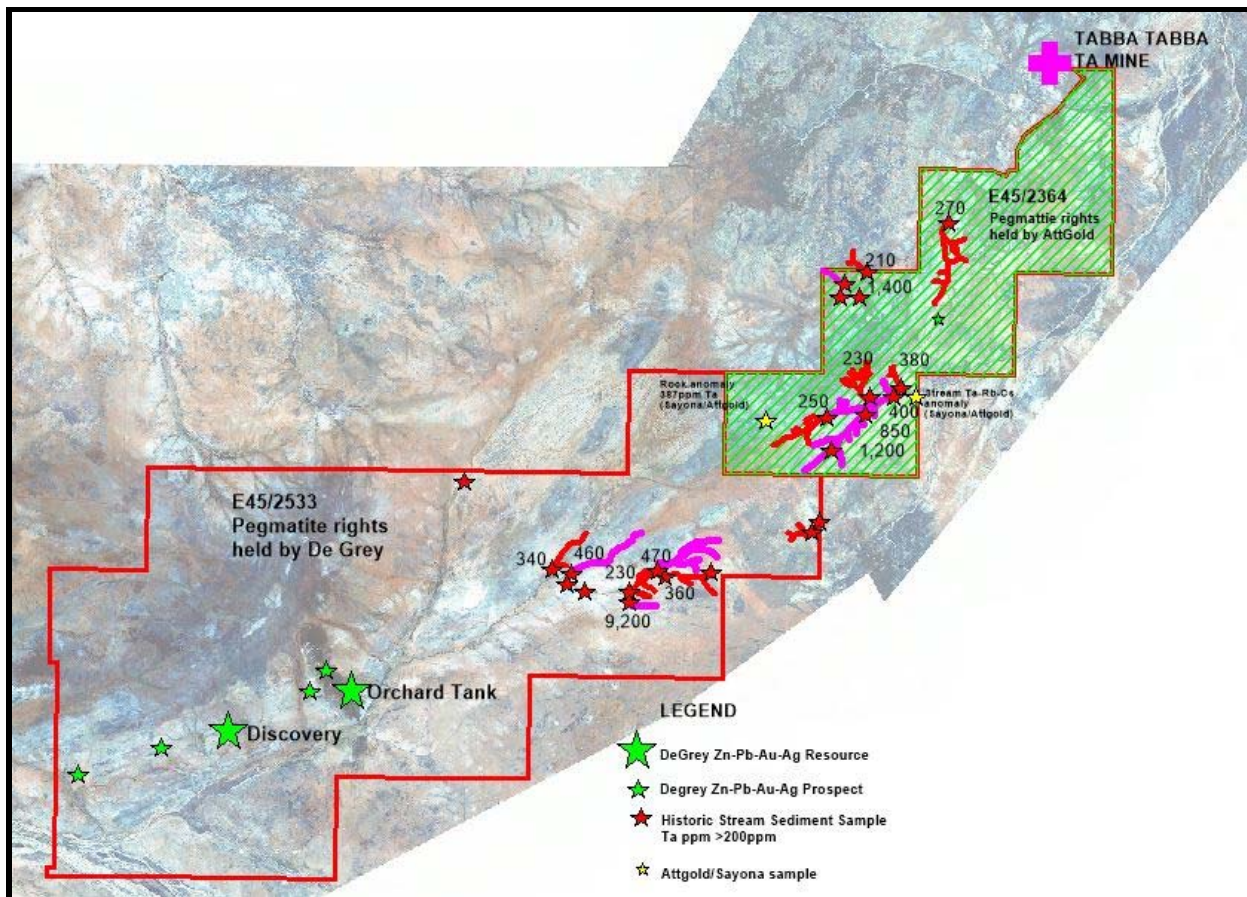 TABBA TABBA
TA MINE
E45/2364
Pegmattie rights
held by AttGold
270
210
1,400
230
380
Rock anomaly
387ppm Ta
(Sayona/Attgold)
250
Stream Ta-Rb-Cs
anomaly
(Sayona/Attgold)
400
850
1,200
E45/2533
Pegmatite rights
held by De Grey
340
460
470
230
360
9,200
Orchard Tank
Discovery
LEGEND
DeGrey Zn-Pb-Au-Ag Resource
Degrey Zn-Pb-Au-Ag Prospect
Historic Stream Sediment Sample
Ta ppm >200ppm
Attgold/Sayona sample